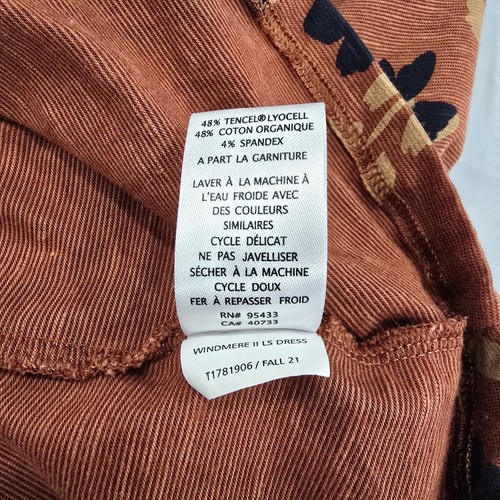 48% TENCEL®LYOCELL
48% COTON ORGANIQUE
4% SPANDEX
A PART LA GARNITURE
LAVER À LA MACHINE À
L'EAU FROIDE AVEC
DES COULEURS
SIMILAIRES
CYCLE DÉLICAT
NE PAS JAVELLISER
SÉCHER À LA MACHINE
CYCLE DOUX
FER À REPASSER FROID
RN# 95433
CA# 40733
WINDMERE II LS DRESS
T1781906 / FALL 21